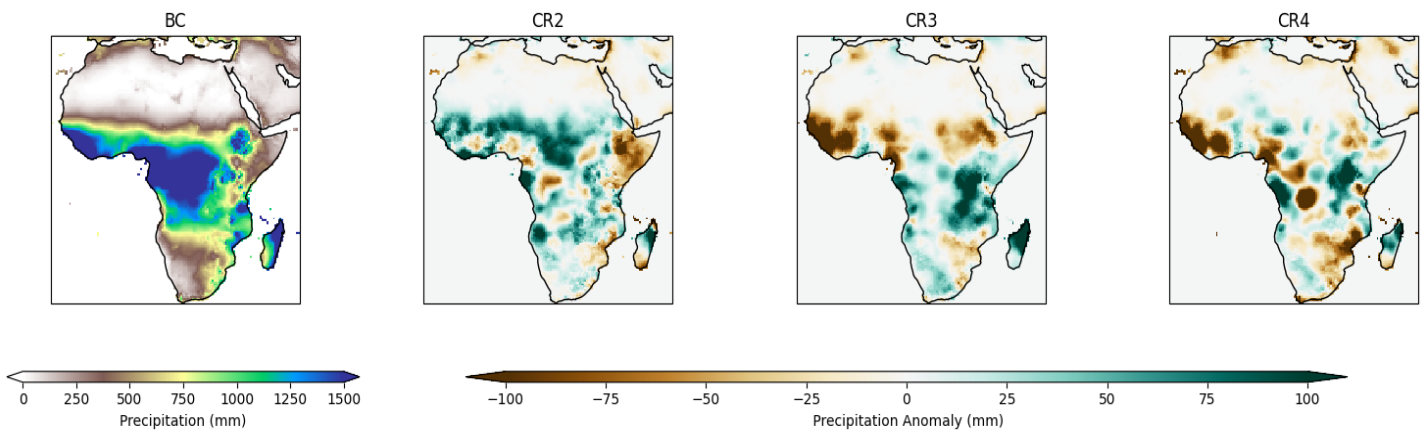 BC
CR2
CR3
CR4
0 250 500 750 1000 1250 1500
Precipitation (mm)
−100 −75 −50 −25 0 25 50 75 100
Precipitation Anomaly (mm)